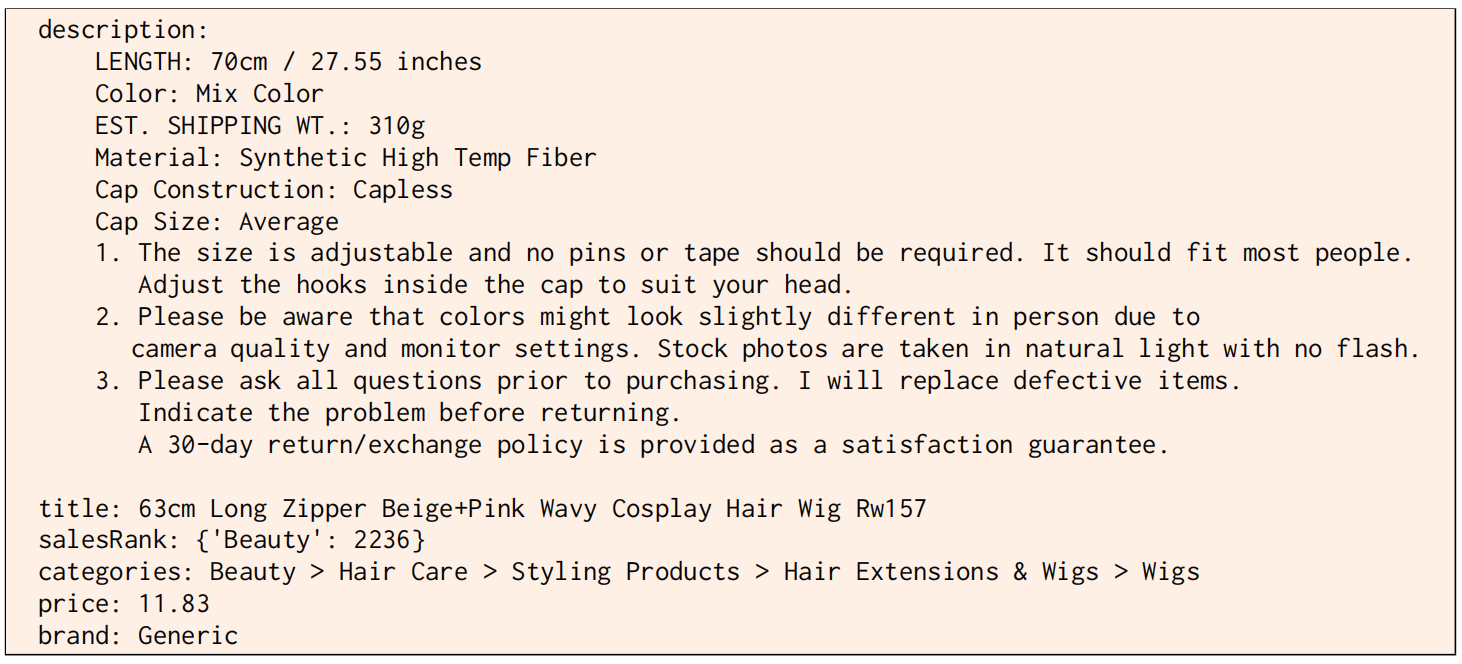 description:
LENGTH: 70cm / 27.55 inches
Color: Mix Color
EST. SHIPPING WT.: 310g
Material: Synthetic High Temp Fiber
Cap Construction: Capless
Cap Size: Average
1. The size is adjustable and no pins or tape should be required. It should fit most people.
Adjust the hooks inside the cap to suit your head.
2. Please be aware that colors might look slightly different in person due to
camera quality and monitor settings. Stock photos are taken in natural light with no flash.
3. Please ask all questions prior to purchasing. I will replace defective items.
Indicate the problem before returning.
A 30-day return/exchange policy is provided as a satisfaction guarantee.
title: 63cm Long Zipper Beige+Pink Wavy Cosplay Hair Wig Rw157
salesRank: {'Beauty': 2236}
categories: Beauty > Hair Care > Styling Products > Hair Extensions & Wigs > Wigs
price: 11.83
brand: Generic